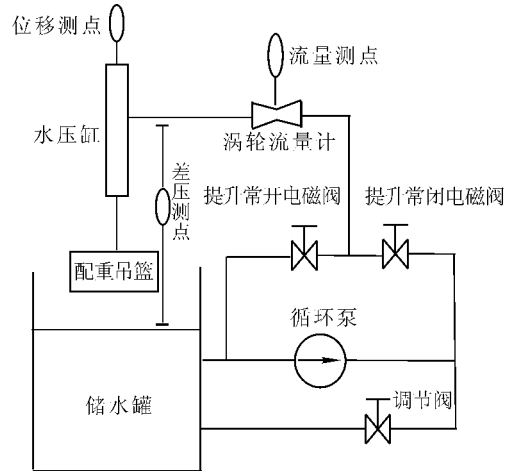 位移测点
流量测点
水压缸
涡轮流量计
差压测点
提升常开电磁阀
提升常闭电磁阀
配重吊篮
循环泵
储水罐
调节阀